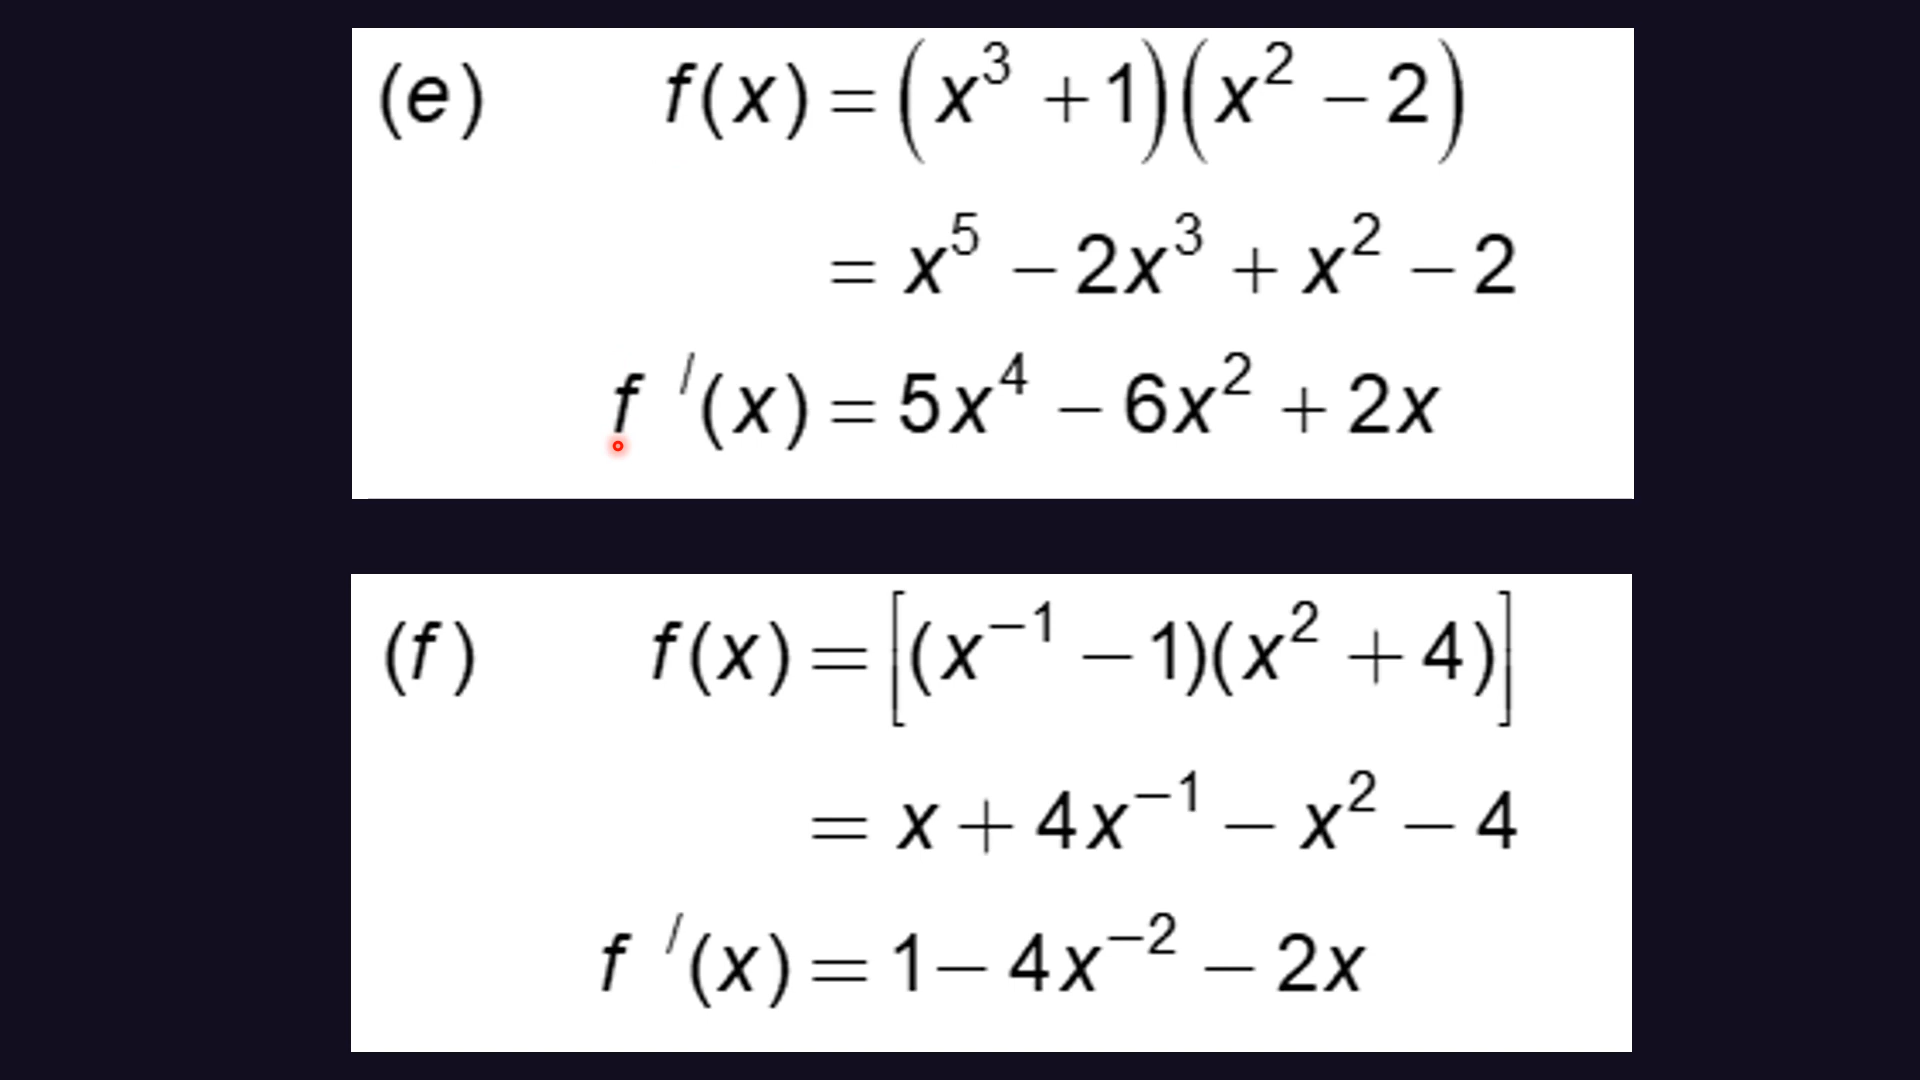 (e) f(x) = (x³ + 1)(x² − 2)
= x⁵ − 2x³ + x² − 2
f ′(x) = 5x⁴ − 6x² + 2x
(f) f(x) = [(x⁻¹ − 1)(x² + 4)]
= x + 4x⁻¹ − x² − 4
f ′(x) = 1 − 4x⁻² − 2x